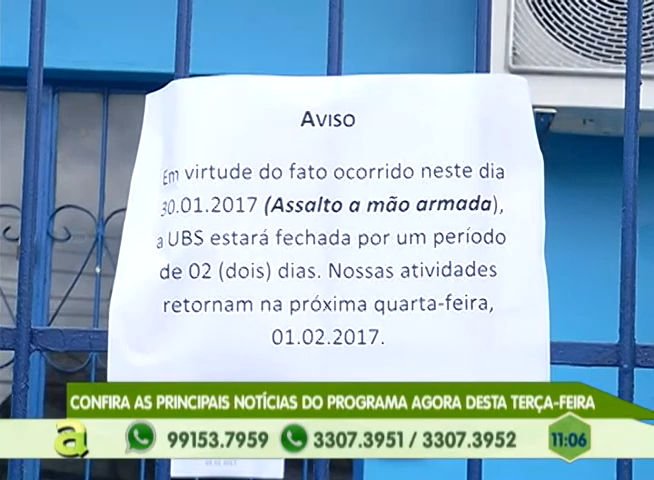 AVISO
Em virtude do fato ocorrido neste dia
30.01.2017 (Assalto a mão armada),
a UBS estará fechada por um período
de 02 (dois) dias. Nossas atividades
retornam na próxima quarta-feira,
01.02.2017.
CONFIRA AS PRINCIPAIS NOTÍCIAS DO PROGRAMA AGORA DESTA TERÇA-FEIRA
a 99153.7959 3307.3951 / 3307.3952 11:06